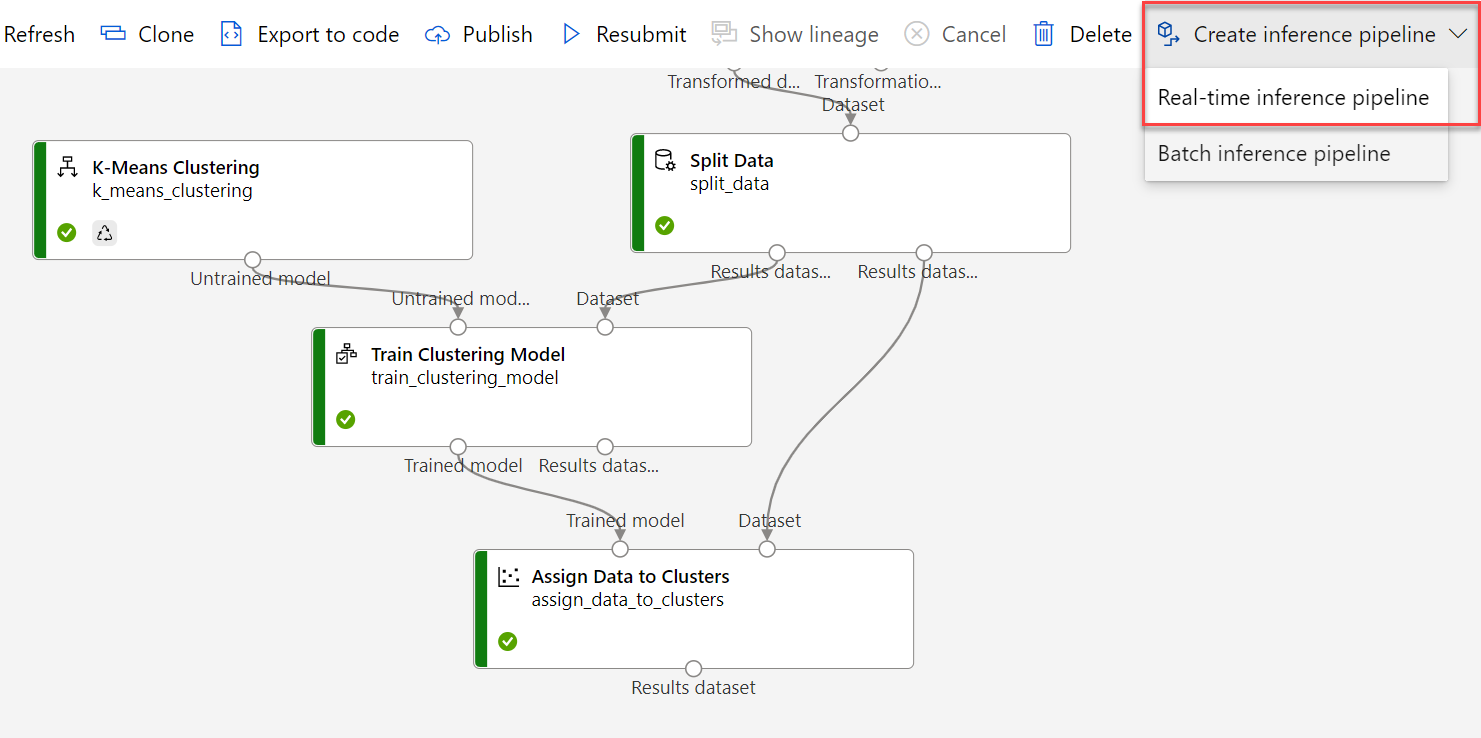 Refresh Clone Export to code Publish Resubmit Show lineage Cancel Delete Create inference pipeline
Real-time inference pipeline
Batch inference pipeline
Transformed d... Transformatio...
Dataset
K-Means Clustering
k_means_clustering
Split Data
split_data
Untrained model
Results datas... Results datas...
Untrained mod... Dataset
Train Clustering Model
train_clustering_model
Trained model Results datas...
Trained model Dataset
Assign Data to Clusters
assign_data_to_clusters
Results dataset